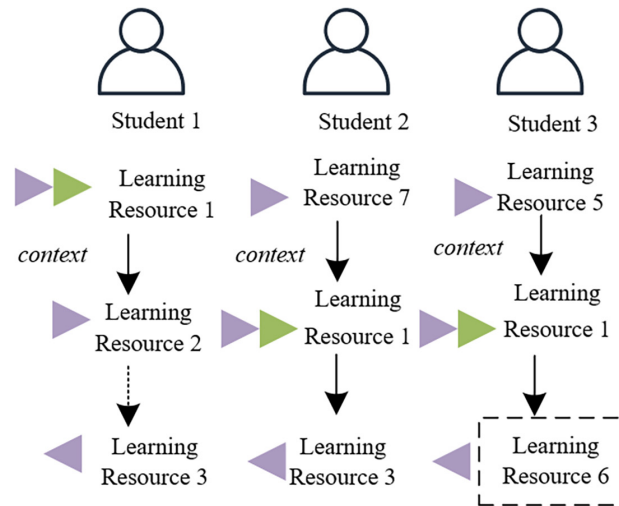 Student 1
Student 2
Student 3
Learning
Resource 1
Learning
Resource 7
Learning
Resource 5
context
context
context
Learning
Resource 2
Learning
Resource 1
Learning
Resource 1
Learning
Resource 3
Learning
Resource 3
Learning
Resource 6